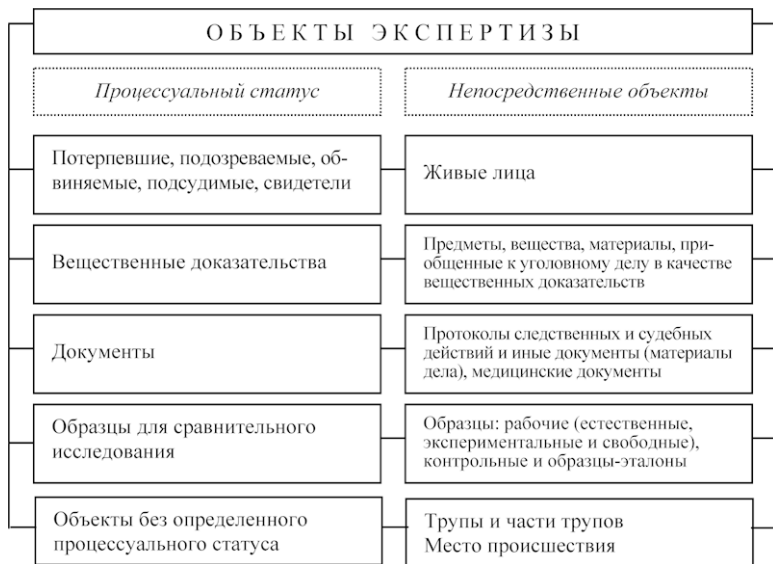 ОБЪЕКТЫ ЭКСПЕРТИЗЫ
Процессуальный статус
Непосредственные объекты
Потерпевшие, подозреваемые, об-
виняемые, подсудимые, свидетели
Живые лица
Вещественные доказательства
Предметы, вещества, материалы, при-
общенные к уголовному делу в качестве
вещественных доказательств
Документы
Протоколы следственных и судебных
действий и иные документы (материалы
дела), медицинские документы
Образцы для сравнительного
исследования
Образцы: рабочие (естественные,
экспериментальные и свободные),
контрольные и образцы-эталоны
Объекты без определенного
процессуального статуса
Трупы и части трупов
Место происшествия